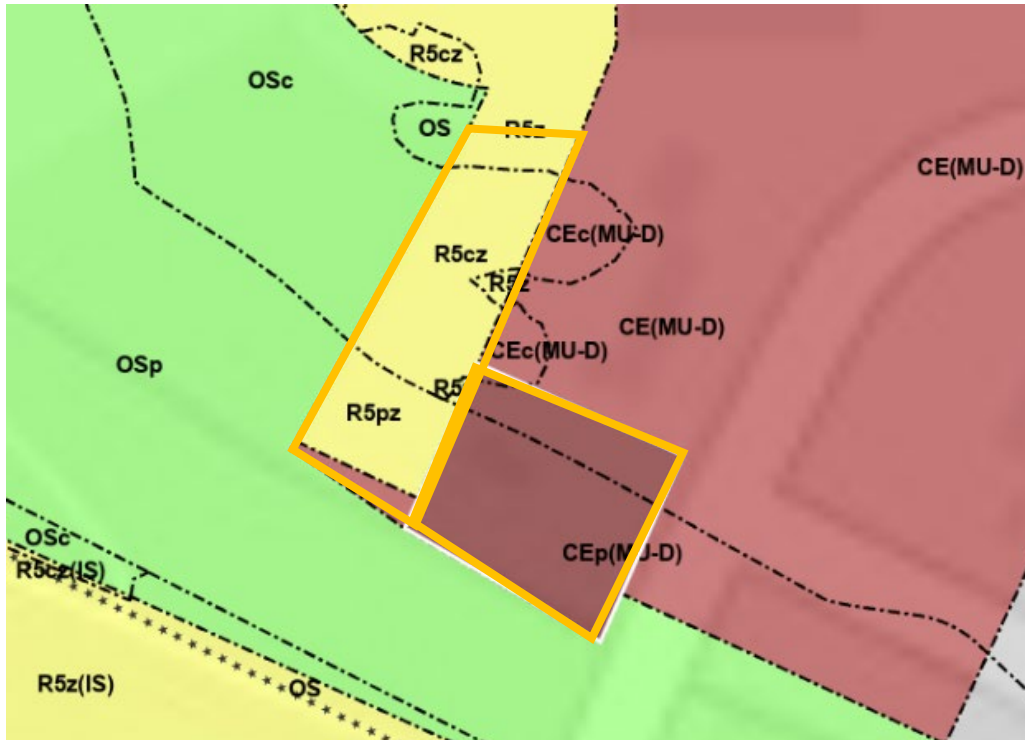 R5cz
OSc
OS
R5z
CE(MU-D)
CEc(MU-D)
R5cz
R5z
CE(MU-D)
CEc(MU-D)
OSp
R5
R5pz
OSc
CEp(MU-D)
R5cz(IS)
R5z(IS)
OS